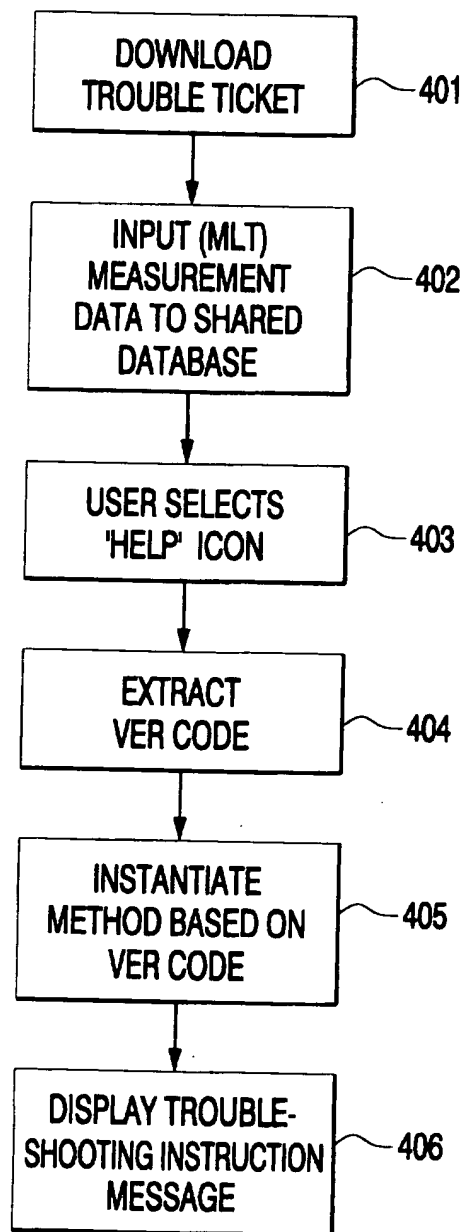 DOWNLOAD
TROUBLE TICKET
401
INPUT (MLT)
MEASUREMENT
DATA TO SHARED
DATABASE
402
USER SELECTS
'HELP' ICON
403
EXTRACT
VER CODE
404
INSTANTIATE
METHOD BASED ON
VER CODE
405
DISPLAY TROUBLE-
SHOOTING INSTRUCTION
MESSAGE
406